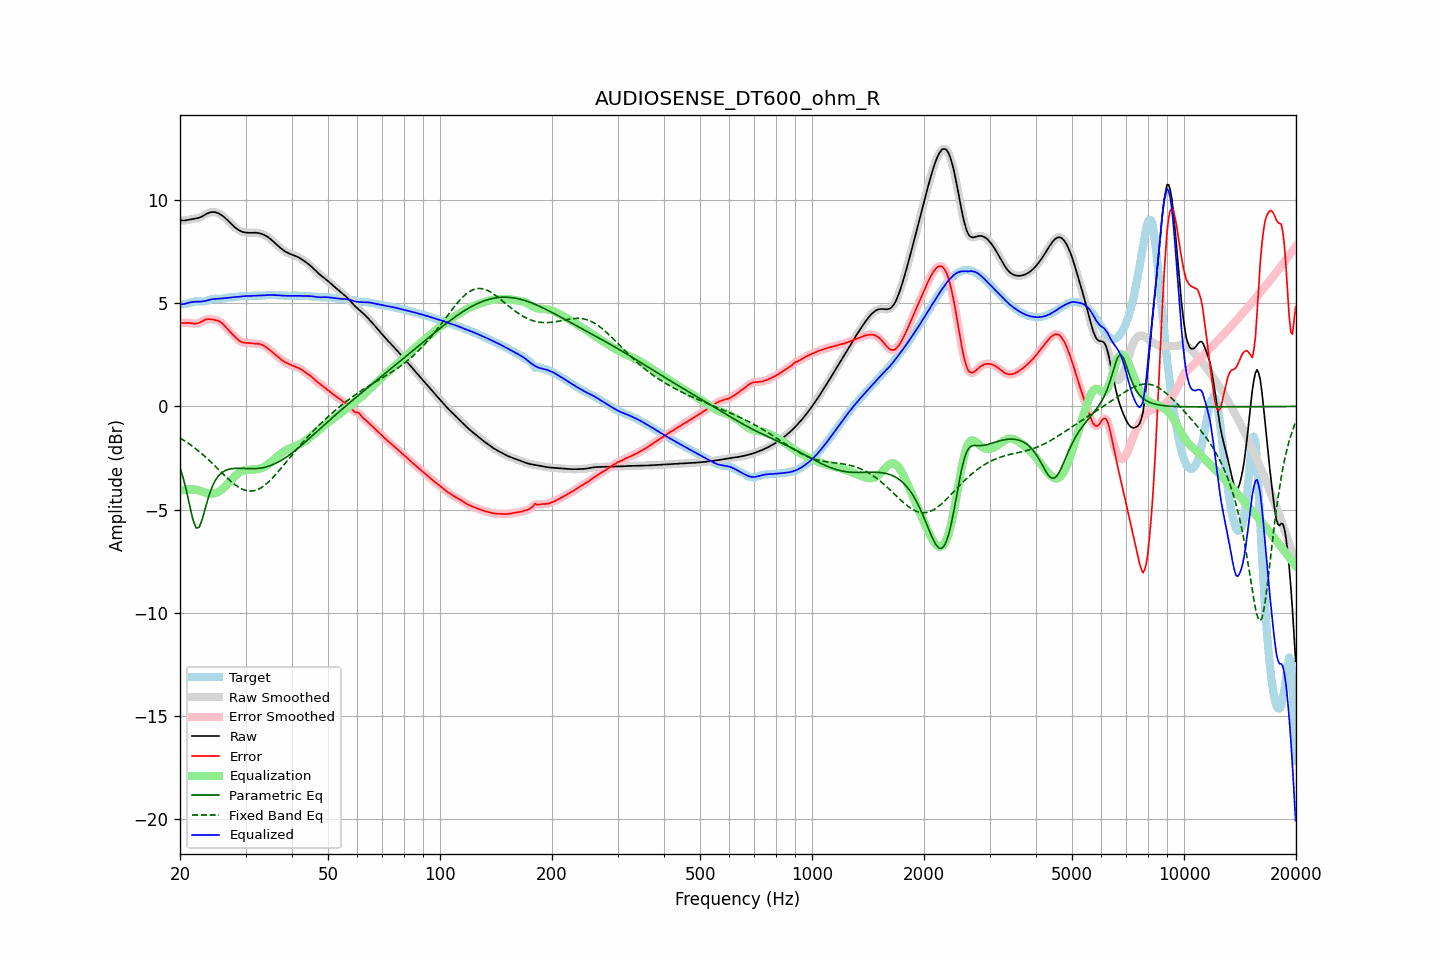 AUDIOSENSE_DT600_ohm_R
Amplitude (dBr)
10
5
0
−5
−10
−15
−20
Target
Raw Smoothed
Error Smoothed
Raw
Error
Equalization
Parametric Eq
Fixed Band Eq
Equalized
20 50 100 200 500 1000 2000 5000 10000 20000
Frequency (Hz)